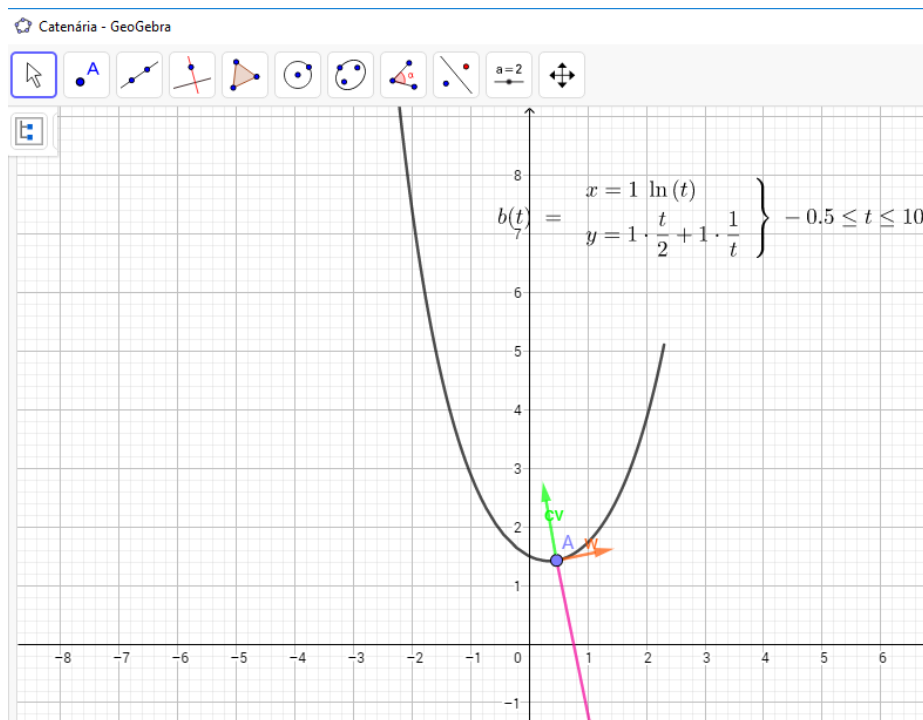 Catenária - GeoGebra
A
α
a=2
8
x = 1 ln (t)
b(t) = y = 1 · t/2 + 1 · 1/t } −0.5 ≤ t ≤ 10
7
6
5
4
3
2
cv
A w
1
−8 −7 −6 −5 −4 −3 −2 −1 0 1 2 3 4 5 6
−1